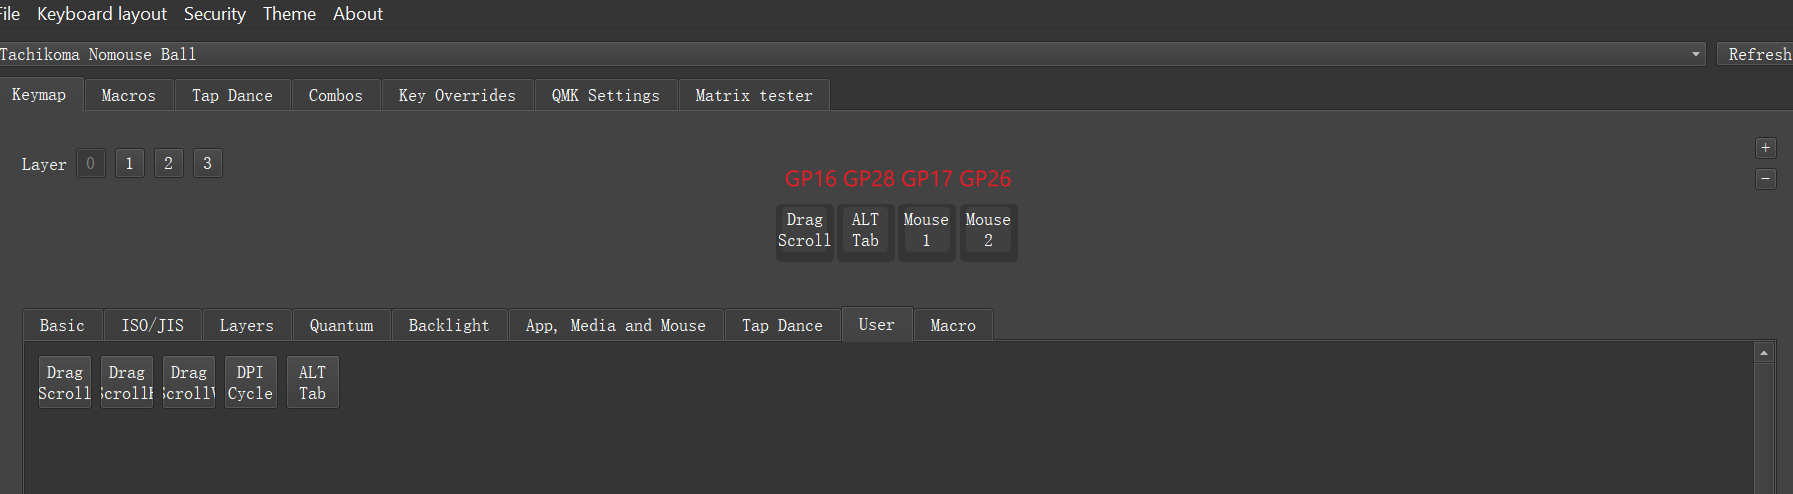 File Keyboard layout Security Theme About
Tachikoma Nomouse Ball Refresh
Keymap Macros Tap Dance Combos Key Overrides QMK Settings Matrix tester
Layer 0 1 2 3 +
−
GP16 GP28 GP17 GP26
Drag ALT Mouse Mouse
Scroll Tab 1 2
Basic ISO/JIS Layers Quantum Backlight App, Media and Mouse Tap Dance User Macro
Drag Drag Drag DPI ALT
Scroll ScrollH ScrollV Cycle Tab